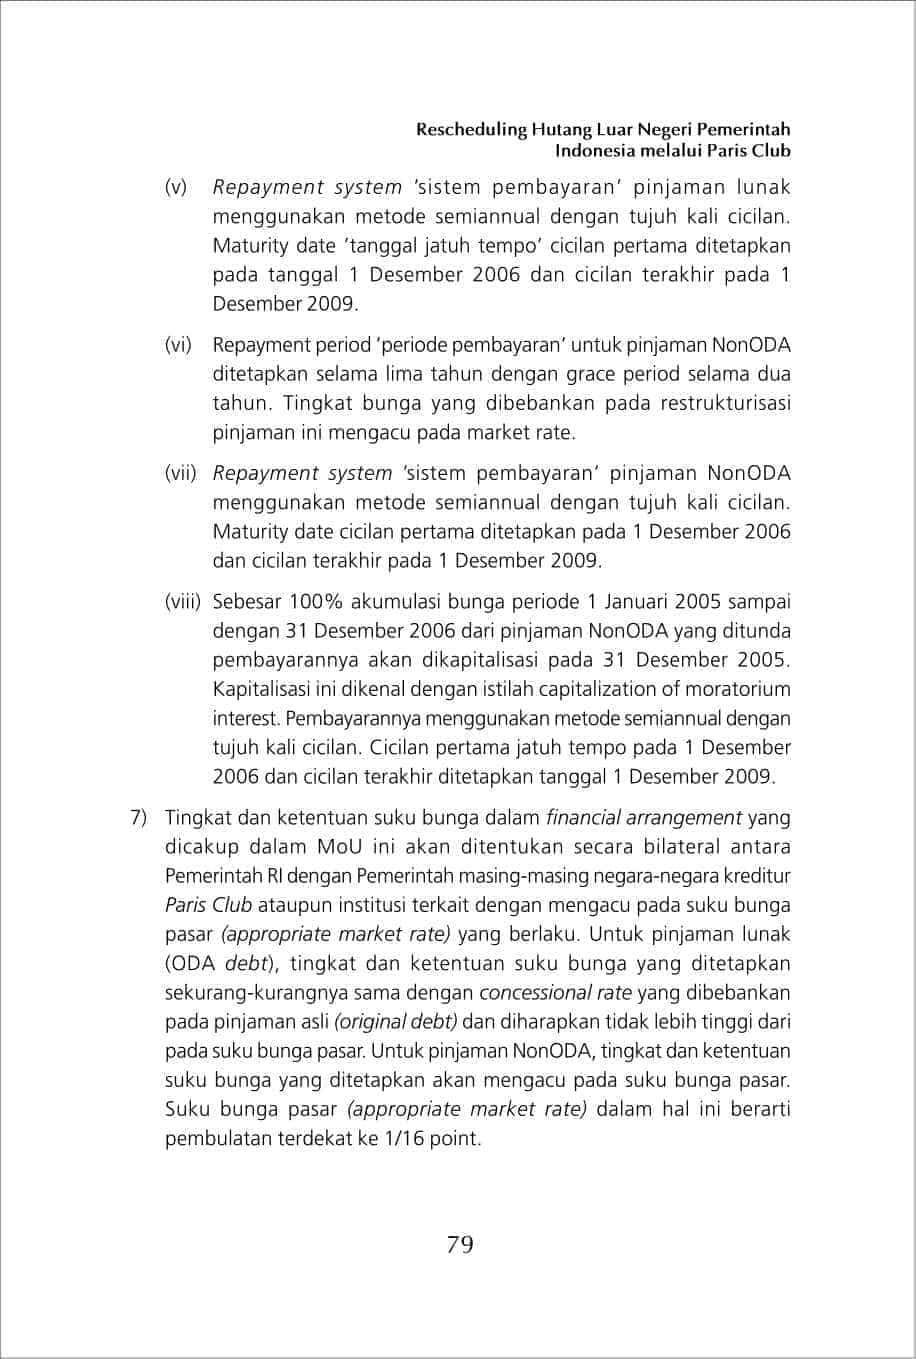 Rescheduling Hutang Luar Negeri Pemerintah
Indonesia melalui Paris Club
(v) Repayment system ’sistem pembayaran’ pinjaman lunak
menggunakan metode semiannual dengan tujuh kali cicilan.
Maturity date ’tanggal jatuh tempo’ cicilan pertama ditetapkan
pada tanggal 1 Desember 2006 dan cicilan terakhir pada 1
Desember 2009.
(vi) Repayment period ’periode pembayaran’ untuk pinjaman NonODA
ditetapkan selama lima tahun dengan grace period selama dua
tahun. Tingkat bunga yang dibebankan pada restrukturisasi
pinjaman ini mengacu pada market rate.
(vii) Repayment system ’sistem pembayaran’ pinjaman NonODA
menggunakan metode semiannual dengan tujuh kali cicilan.
Maturity date cicilan pertama ditetapkan pada 1 Desember 2006
dan cicilan terakhir pada 1 Desember 2009.
(viii) Sebesar 100% akumulasi bunga periode 1 Januari 2005 sampai
dengan 31 Desember 2006 dari pinjaman NonODA yang ditunda
pembayarannya akan dikapitalisasi pada 31 Desember 2005.
Kapitalisasi ini dikenal dengan istilah capitalization of moratorium
interest. Pembayarannya menggunakan metode semiannual dengan
tujuh kali cicilan. Cicilan pertama jatuh tempo pada 1 Desember
2006 dan cicilan terakhir ditetapkan tanggal 1 Desember 2009.
7) Tingkat dan ketentuan suku bunga dalam financial arrangement yang
dicakup dalam MoU ini akan ditentukan secara bilateral antara
Pemerintah RI dengan Pemerintah masing-masing negara-negara kreditur
Paris Club ataupun institusi terkait dengan mengacu pada suku bunga
pasar (appropriate market rate) yang berlaku. Untuk pinjaman lunak
(ODA debt), tingkat dan ketentuan suku bunga yang ditetapkan
sekurang-kurangnya sama dengan concessional rate yang dibebankan
pada pinjaman asli (original debt) dan diharapkan tidak lebih tinggi dari
pada suku bunga pasar. Untuk pinjaman NonODA, tingkat dan ketentuan
suku bunga yang ditetapkan akan mengacu pada suku bunga pasar.
Suku bunga pasar (appropriate market rate) dalam hal ini berarti
pembulatan terdekat ke 1/16 point.
79